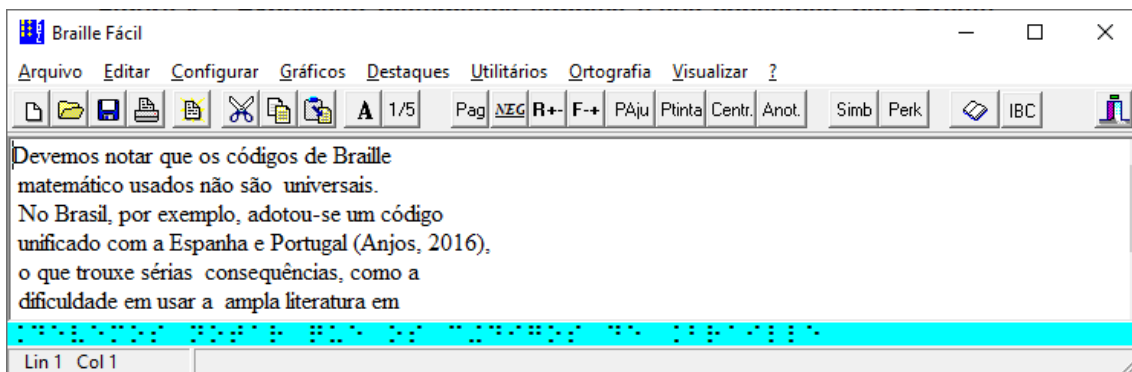 Braille Fácil
Arquivo Editar Configurar Gráficos Destaques Utilitários Ortografia Visualizar ?
A 1/5 Pag NEG R+- F-+ PAju Ptinta Centr. Anot. Simb Perk IBC
Devemos notar que os códigos de Braille
matemático usados não são universais.
No Brasil, por exemplo, adotou-se um código
unificado com a Espanha e Portugal (Anjos, 2016),
o que trouxe sérias consequências, como a
dificuldade em usar a ampla literatura em
Lin 1 Col 1